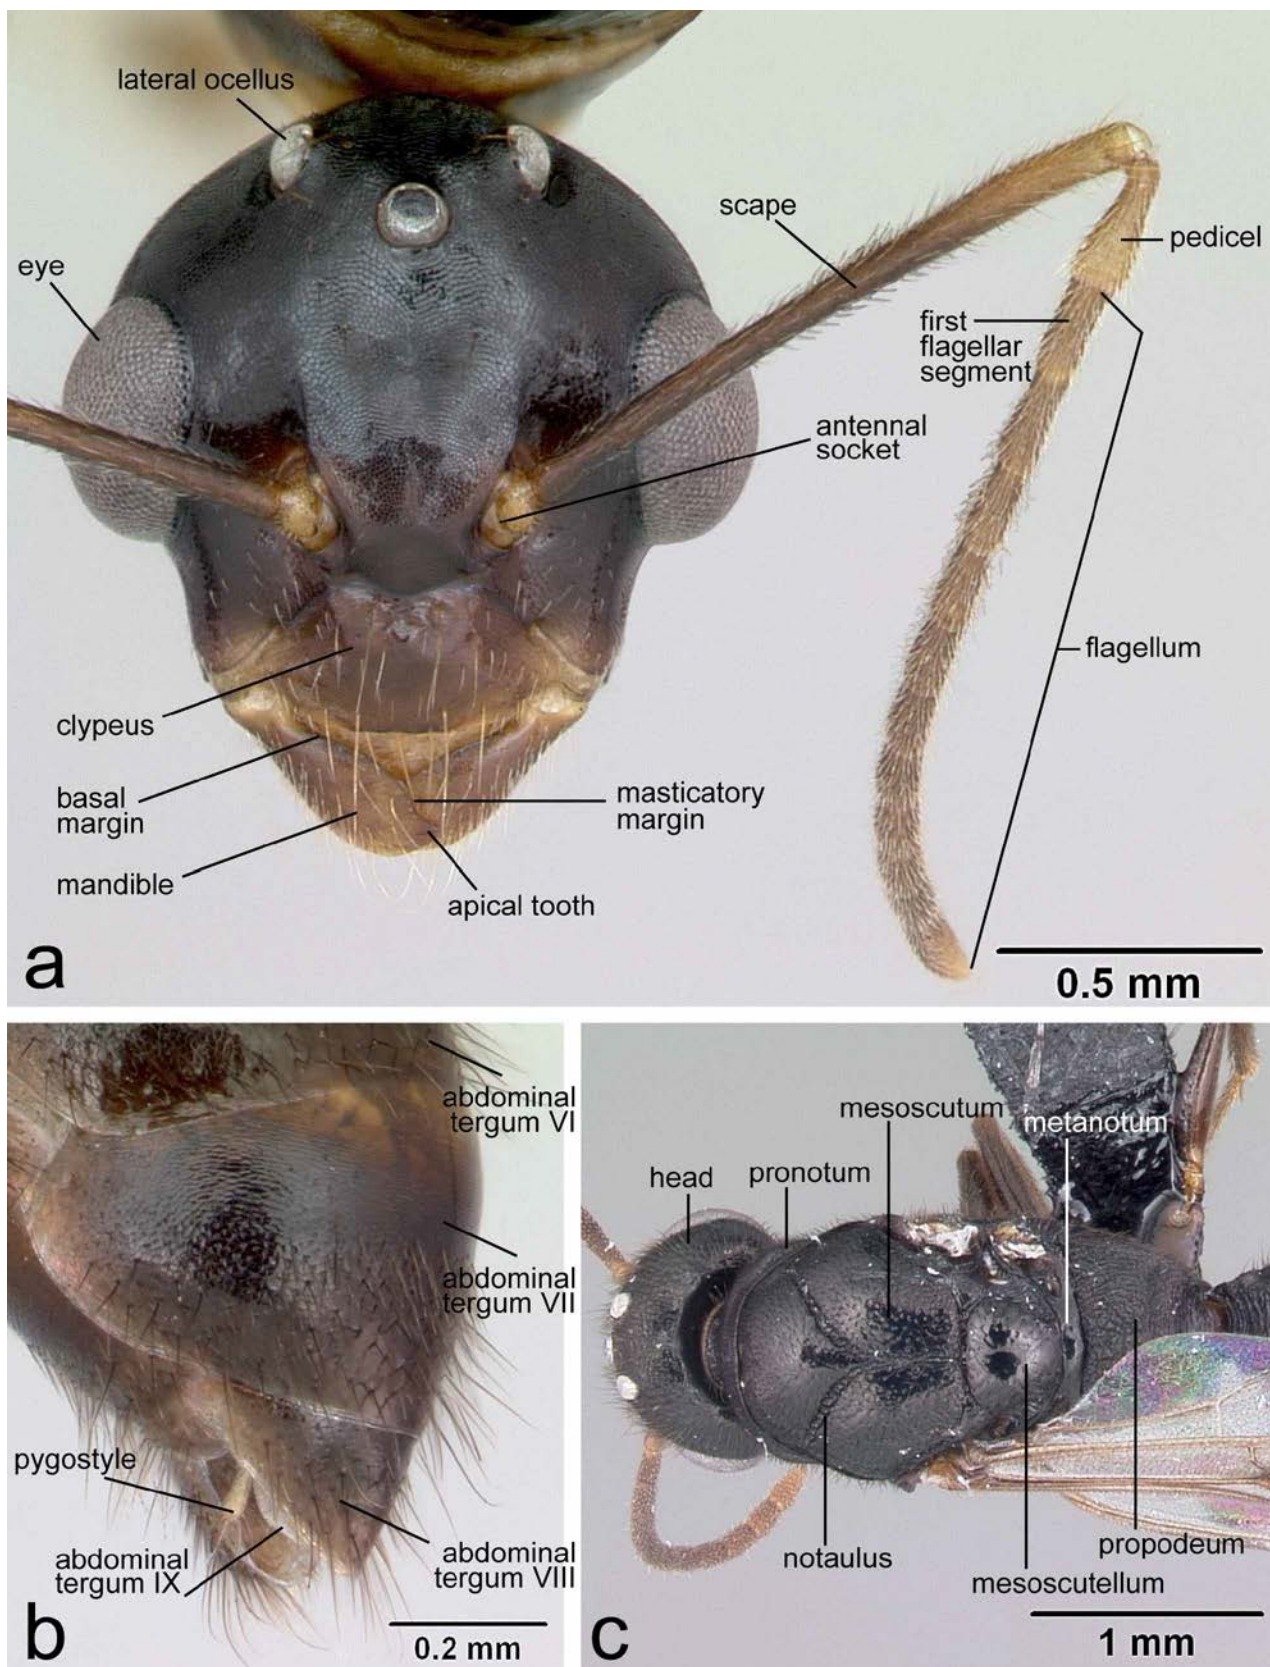 lateral ocellus
scape
pedicel
eye
first
flagellar
segment
antennal
socket
flagellum
clypeus
basal
margin
masticatory
margin
mandible
apical tooth
a
0.5 mm
abdominal
tergum VI
abdominal
tergum VII
pygostyle
abdominal
tergum IX
abdominal
tergum VIII
b
0.2 mm
mesoscutum
metanotum
head
pronotum
notaulus
propodeum
mesoscutellum
c
1 mm